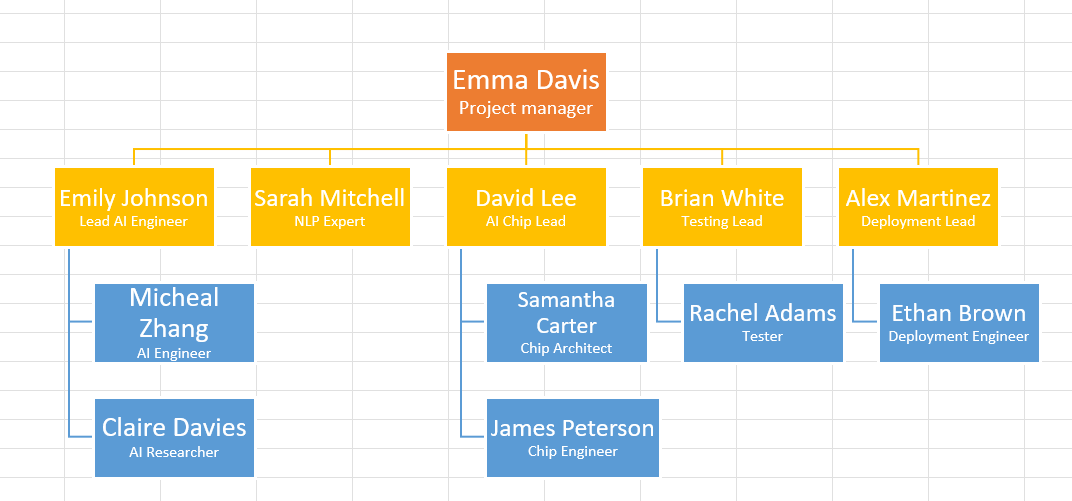 Emma Davis
Project manager
Emily Johnson
Lead AI Engineer
Sarah Mitchell
NLP Expert
David Lee
AI Chip Lead
Brian White
Testing Lead
Alex Martinez
Deployment Lead
Micheal
Zhang
AI Engineer
Samantha
Carter
Chip Architect
Rachel Adams
Tester
Ethan Brown
Deployment Engineer
Claire Davies
AI Researcher
James Peterson
Chip Engineer